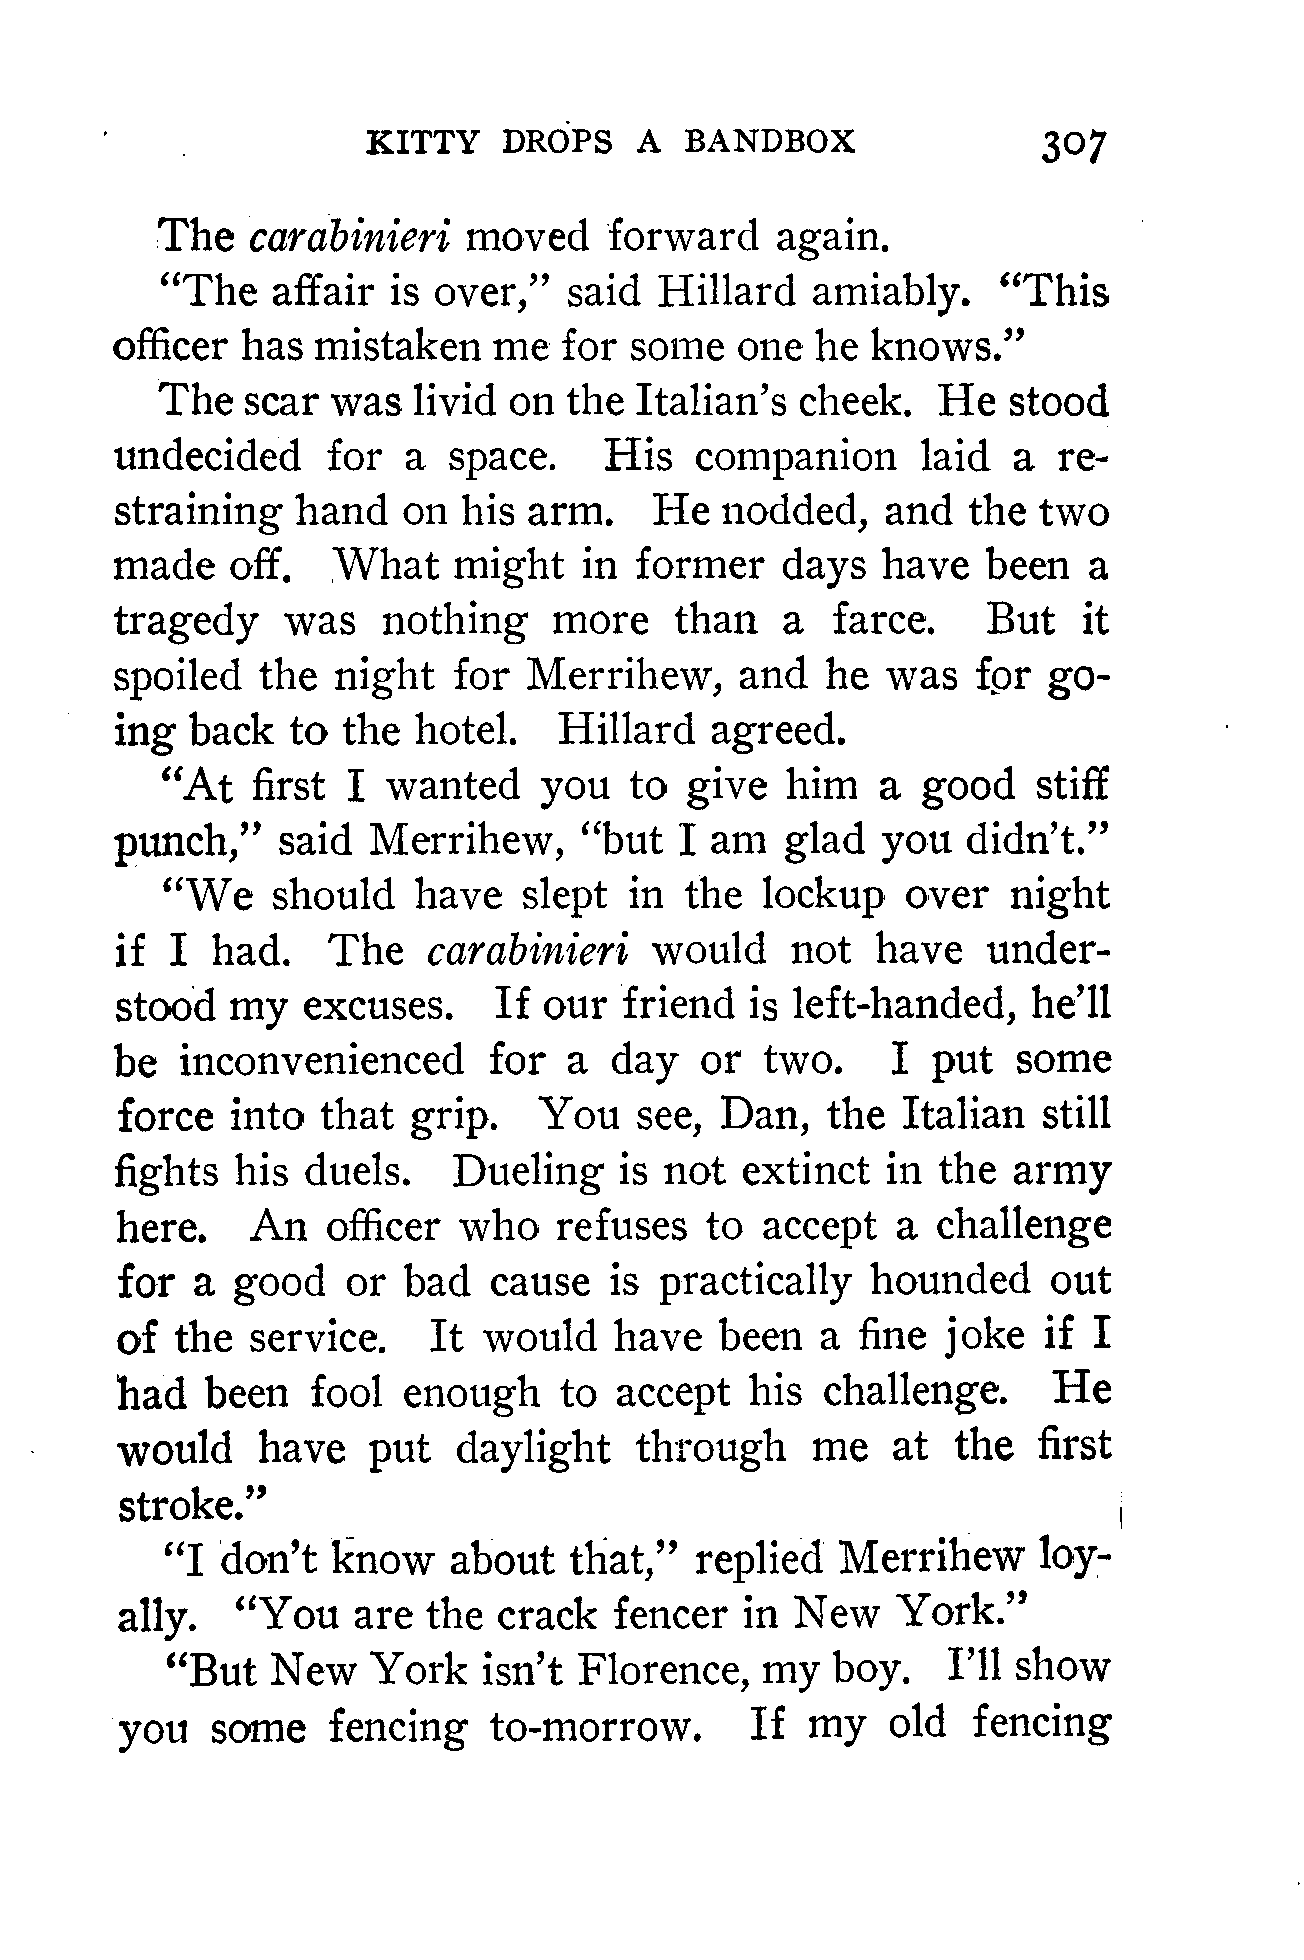 KITTY DROPS A BANDBOX 307
The carabinieri moved forward again.
“The affair is over,” said Hillard amiably. “This
officer has mistaken me for some one he knows.”
The scar was livid on the Italian’s cheek. He stood
undecided for a space. His companion laid a re-
straining hand on his arm. He nodded, and the two
made off. What might in former days have been a
tragedy was nothing more than a farce. But it
spoiled the night for Merrihew, and he was for go-
ing back to the hotel. Hillard agreed.
“At first I wanted you to give him a good stiff
punch,” said Merrihew, “but I am glad you didn’t.”
“We should have slept in the lockup over night
if I had. The carabinieri would not have under-
stood my excuses. If our friend is left-handed, he’ll
be inconvenienced for a day or two. I put some
force into that grip. You see, Dan, the Italian still
fights his duels. Dueling is not extinct in the army
here. An officer who refuses to accept a challenge
for a good or bad cause is practically hounded out
of the service. It would have been a fine joke if I
had been fool enough to accept his challenge. He
would have put daylight through me at the first
stroke.”
“I don’t know about that,” replied Merrihew loy-
ally. “You are the crack fencer in New York.”
“But New York isn’t Florence, my boy. I’ll show
you some fencing to-morrow. If my old fencing